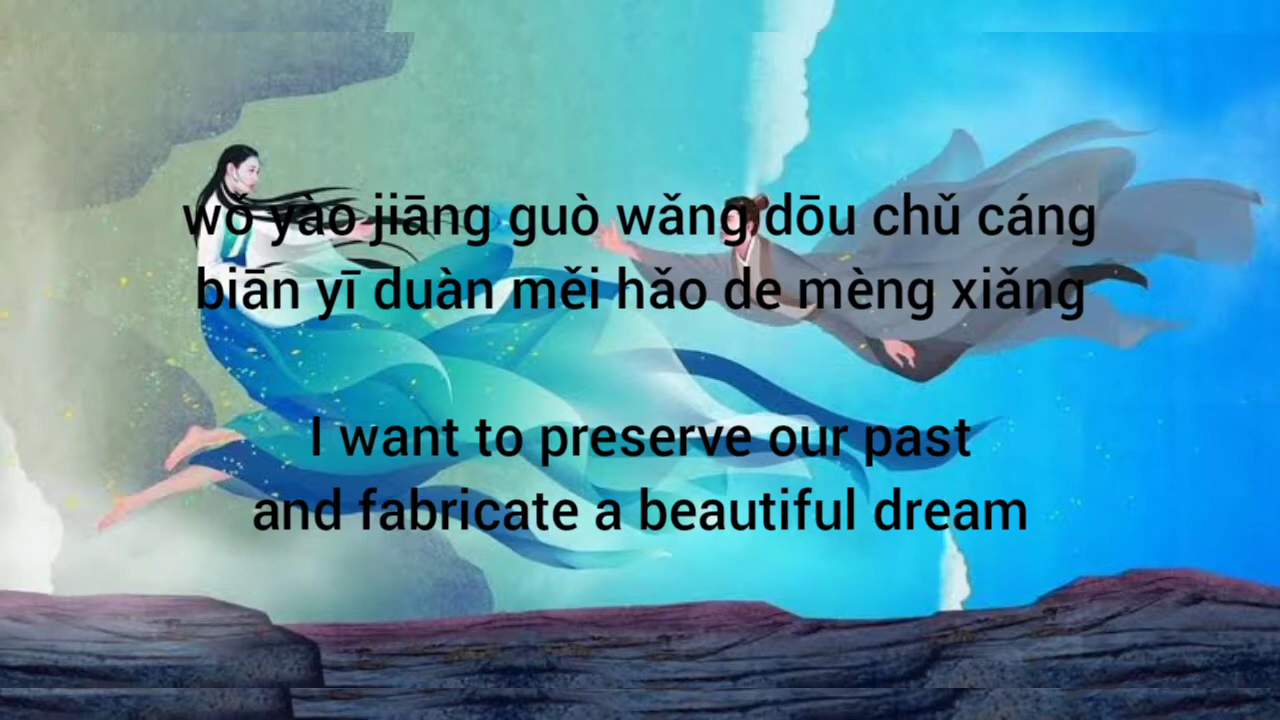 wǒ yào jiāng guò wǎng dōu chǔ cáng
biān yī duàn měi hǎo de mèng xiǎng
I want to preserve our past
and fabricate a beautiful dream